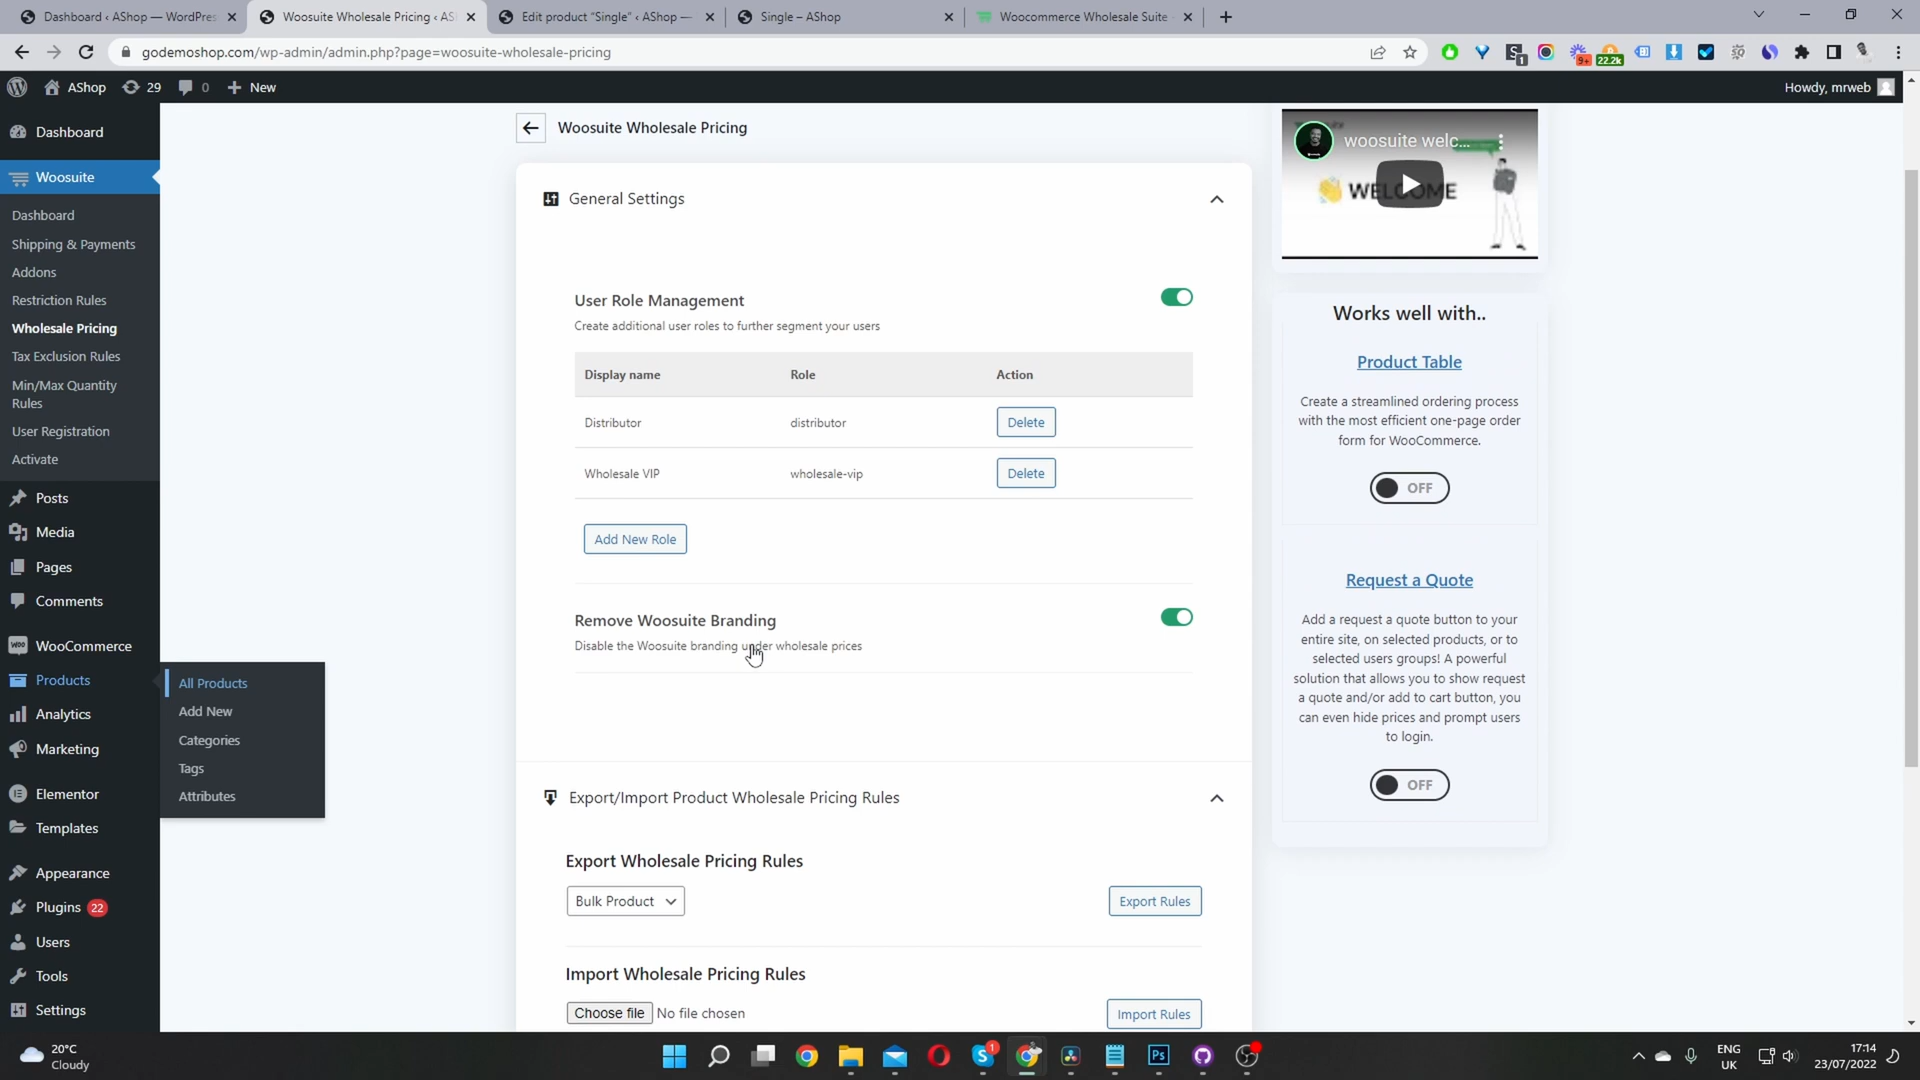 Dashboard ‹ AShop — WordPres
Woosuite Wholesale Pricing ‹ AS
Edit product “Single” ‹ AShop —
Single – AShop
Woocommerce Wholesale Suite
godemoshop.com/wp-admin/admin.php?page=woosuite-wholesale-pricing
1
9+
22.2k
AShop
29
0
New
Howdy, mrweb
Dashboard
Woosuite
Dashboard
Shipping & Payments
Addons
Restriction Rules
Wholesale Pricing
Tax Exclusion Rules
Min/Max Quantity
Rules
User Registration
Activate
Posts
Media
Pages
Comments
WooCommerce
Products
Analytics
Marketing
Elementor
Templates
Appearance
Plugins 22
Users
Tools
Settings
All Products
Add New
Categories
Tags
Attributes
Woosuite Wholesale Pricing
General Settings
User Role Management
Create additional user roles to further segment your users
Display name Role Action
Distributor distributor Delete
Wholesale VIP wholesale-vip Delete
Add New Role
Remove Woosuite Branding
Disable the Woosuite branding under wholesale prices
Export/Import Product Wholesale Pricing Rules
Export Wholesale Pricing Rules
Bulk Product
Export Rules
Import Wholesale Pricing Rules
Choose file No file chosen
Import Rules
woosuite welc...
WELCOME
Works well with..
Product Table
Create a streamlined ordering process
with the most efficient one-page order
form for WooCommerce.
OFF
Request a Quote
Add a request a quote button to your
entire site, on selected products, or to
selected users groups! A powerful
solution that allows you to show request
a quote and/or add to cart button, you
can even hide prices and prompt users
to login.
OFF
20°C
Cloudy
1
Ps
ENG
UK
17:14
23/07/2022